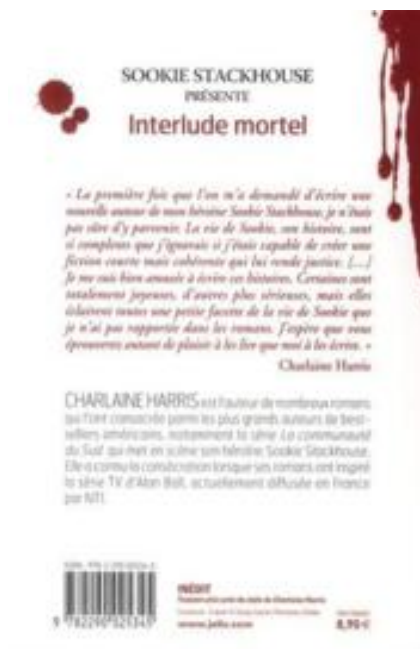 SOOKIE STACKHOUSE
PRÉSENTE
Interlude mortel
« La première fois que l'on m'a demandé d'écrire une
nouvelle autour de mon héroïne Sookie Stackhouse, je n'étais
pas sûre d'y parvenir. La vie de Sookie, son histoire, sont
si complexes que j'ignorais si j'étais capable de créer une
fiction courte mais cohérente qui lui rende justice. [...]
Je me suis bien amusée à écrire ces histoires. Certaines sont
totalement joyeuses, d'autres plus sérieuses, mais elles
éclairent toutes une petite facette de la vie de Sookie que
je n'ai pas rapportée dans les romans. J'espère que vous
éprouverez autant de plaisir à les lire que moi à les écrire. »
Charlaine Harris
CHARLAINE HARRIS est l'auteur de nombreux romans
qui l'ont consacrée parmi les plus grands auteurs de best-
sellers américains, notamment la série La communauté
du Sud qui met en scène son héroïne Sookie Stackhouse.
Elle a connu la consécration lorsque ses romans ont inspiré
la série TV d'Alan Ball, actuellement diffusée en France
par NT1.
INÉDIT
www.jailu.com
8,90 €
9 782290 025345